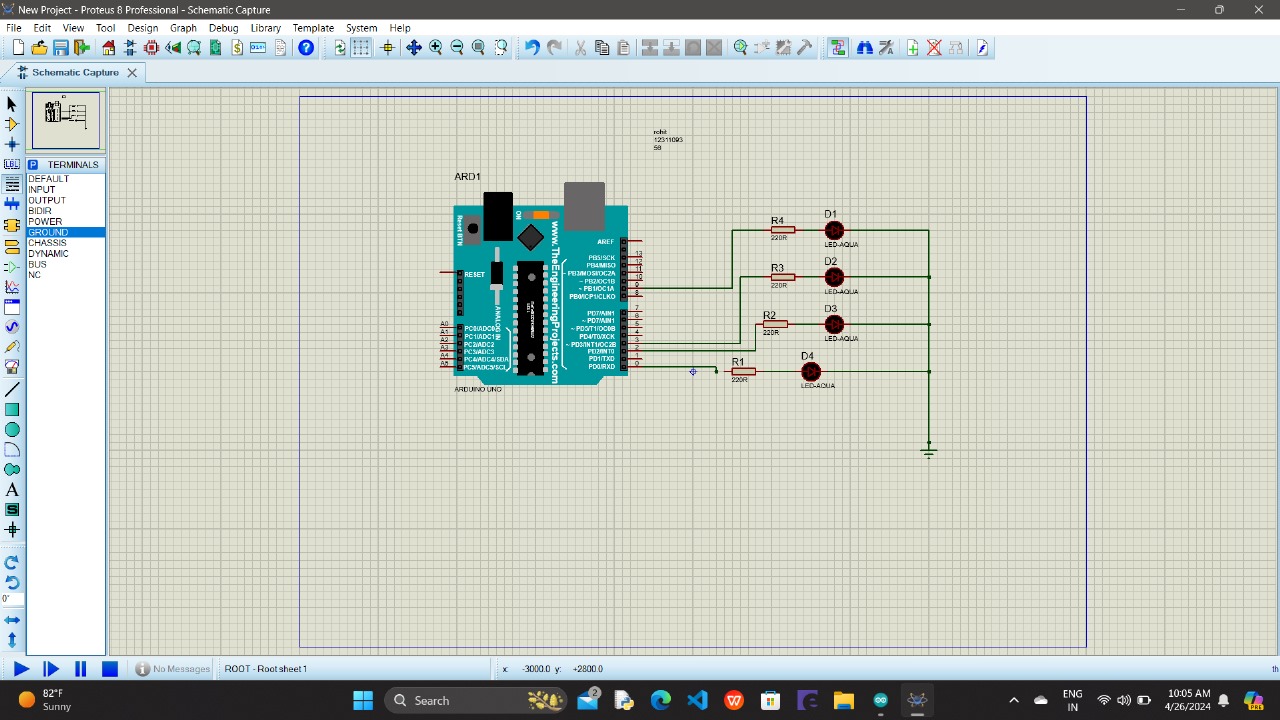 New Project - Proteus 8 Professional - Schematic Capture
File Edit View Tool Design Graph Debug Library Template System Help
Schematic Capture
P TERMINALS
DEFAULT
INPUT
OUTPUT
BIDIR
POWER
GROUND
CHASSIS
DYNAMIC
BUS
NC
LBL
A
S
0°
rohit
12311093
56
ARD1
Reset BTN
ON
www.TheEngineeringProjects.com
ANALOG IN
RESET
AREF
PB5/SCK 13
PB4/MISO 12
~PB3/MOSI/OC2A 11
~PB2/OC1B 10
~PB1/OC1A 9
PB0/ICP1/CLKO 8
PD7/AIN1 7
~PD6/AIN1 6
~PD5/T1/OC0B 5
PD4/T0/XCK 4
~PD3/INT1/OC2B 3
PD2/INT0 2
PD1/TXD 1
PD0/RXD 0
A0 PC0/ADC0
A1 PC1/ADC1
A2 PC2/ADC2
A3 PC3/ADC3
A4 PC4/ADC4/SDA
A5 PC5/ADC5/SCL
ARDUINO UNO
R4
220R
D1
LED-AQUA
R3
220R
D2
LED-AQUA
R2
220R
D3
LED-AQUA
R1
220R
D4
LED-AQUA
No Messages
ROOT - Root sheet 1
x: -3000.0 y: +2800.0
th
82°F
Sunny
Search
2
ENG
IN
10:05 AM
4/26/2024
PRE